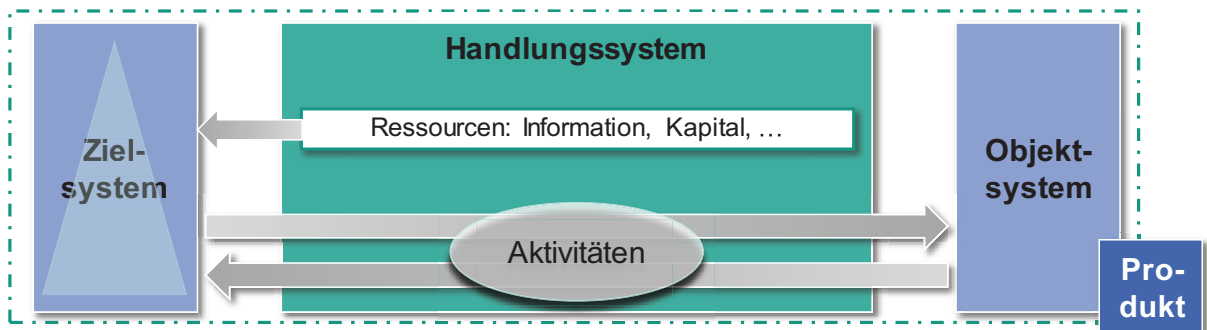 Handlungssystem
Ressourcen: Information, Kapital, …
Ziel-
system
Objekt-
system
Aktivitäten
Pro-
dukt